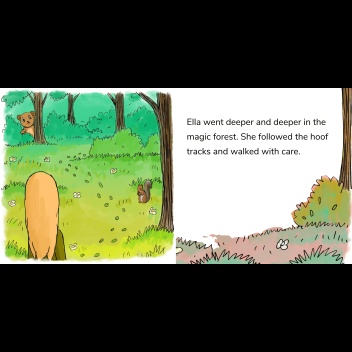 Ella went deeper and deeper in the
magic forest. She followed the hoof
tracks and walked with care.